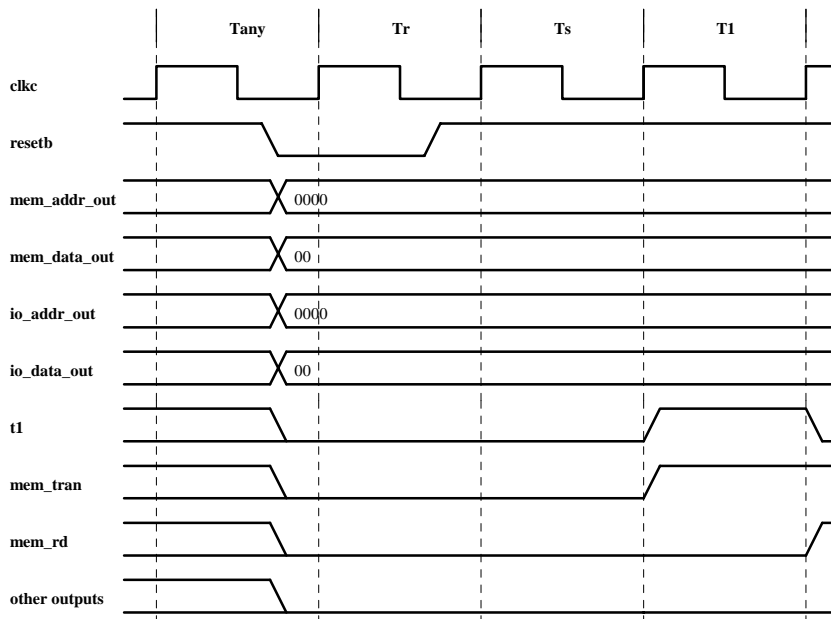 Tany Tr Ts T1
clkc
resetb
mem_addr_out 0000
mem_data_out 00
io_addr_out 0000
io_data_out 00
t1
mem_tran
mem_rd
other outputs